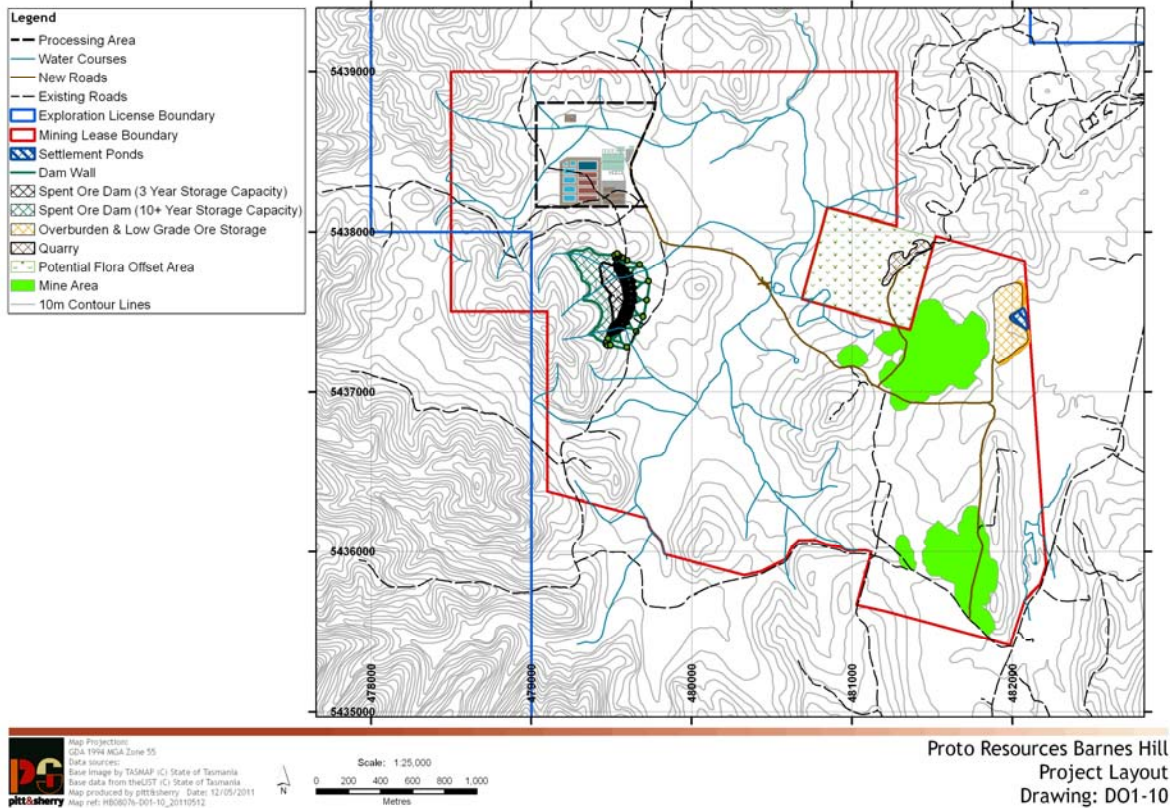 Legend
Processing Area
Water Courses
New Roads
Existing Roads
Exploration License Boundary
Mining Lease Boundary
Settlement Ponds
Dam Wall
Spent Ore Dam (3 Year Storage Capacity)
Spent Ore Dam (10+ Year Storage Capacity)
Overburden & Low Grade Ore Storage
Quarry
Potential Flora Offset Area
Mine Area
10m Contour Lines
5439000
5438000
5437000
5436000
5435000
478000
479000
480000
481000
482000
pitt&sherry
Map Projection:
GDA 1994 MGA Zone 55
Data sources:
Base image by TASMAP (C) State of Tasmania
Base data from theLIST (C) State of Tasmania
Map produced by pitt&sherry Date: 12/05/2011
Map ref: HB08076-D01-10_20110512
N
Scale: 1:25,000
0 200 400 600 800 1,000
Metres
Proto Resources Barnes Hill
Project Layout
Drawing: DO1-10